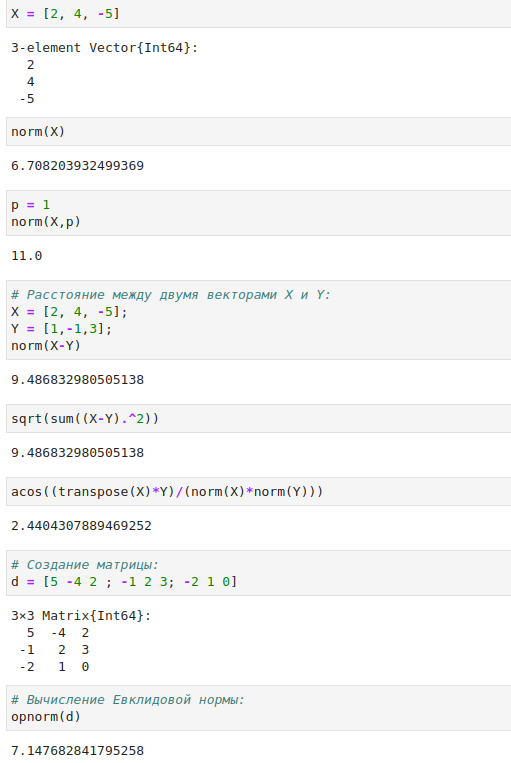 X = [2, 4, -5]
3-element Vector{Int64}:
2
4
-5
norm(X)
6.708203932499369
p = 1
norm(X,p)
11.0
# Расстояние между двумя векторами X и Y:
X = [2, 4, -5];
Y = [1,-1,3];
norm(X-Y)
9.486832980505138
sqrt(sum((X-Y).^2))
9.486832980505138
acos((transpose(X)*Y)/(norm(X)*norm(Y)))
2.4404307889469252
# Создание матрицы:
d = [5 -4 2 ; -1 2 3; -2 1 0]
3×3 Matrix{Int64}:
5 -4 2
-1 2 3
-2 1 0
# Вычисление Евклидовой нормы:
opnorm(d)
7.147682841795258